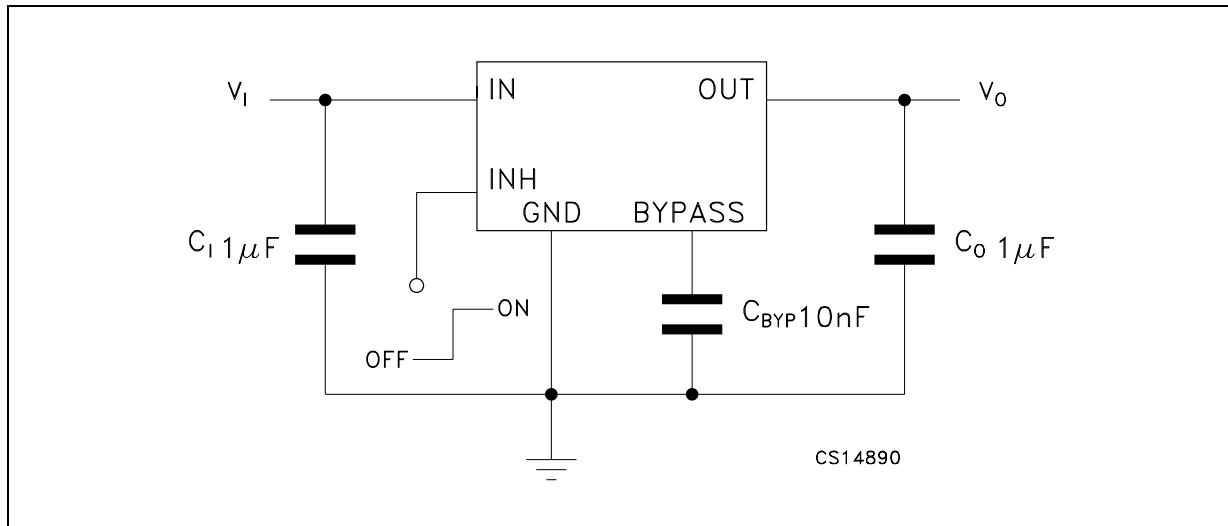 V_I
IN
OUT
V_O
INH
GND
BYPASS
C_I 1μF
C_O 1μF
C_BYP 10nF
ON
OFF
CS14890